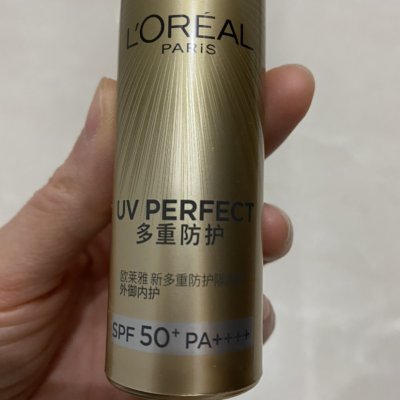 L'ORÉAL
PARiS
UV PERFECT
多重防护
欧莱雅 新多重防护隔
外御内护
SPF 50+ PA++++